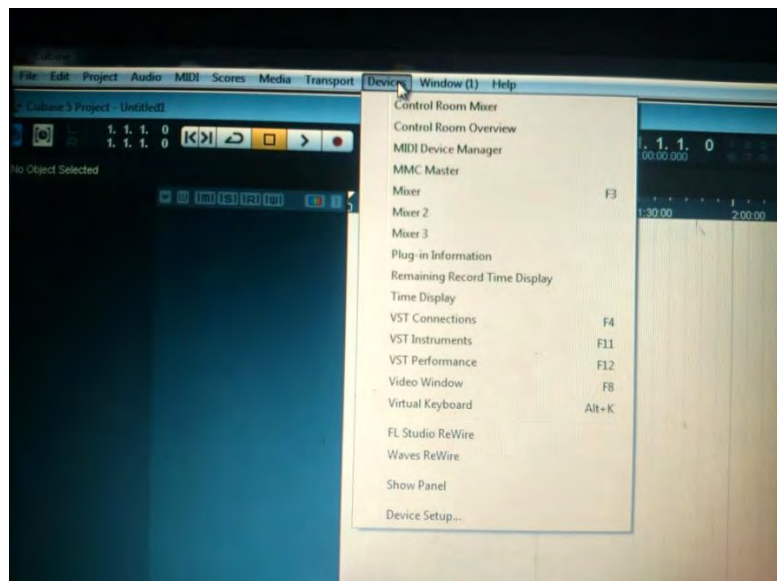 Cubase
File Edit Project Audio MIDI Scores Media Transport Devices Window (1) Help
Cubase 5 Project - Untitled1
1. 1. 1. 0
1. 1. 1. 0
1. 1. 1. 0
00:00.000
No Object Selected
1:30:00 2:00:00
Control Room Mixer
Control Room Overview
MIDI Device Manager
MMC Master
Mixer F3
Mixer 2
Mixer 3
Plug-in Information
Remaining Record Time Display
Time Display
VST Connections F4
VST Instruments F11
VST Performance F12
Video Window F8
Virtual Keyboard Alt+K
FL Studio ReWire
Waves ReWire
Show Panel
Device Setup...